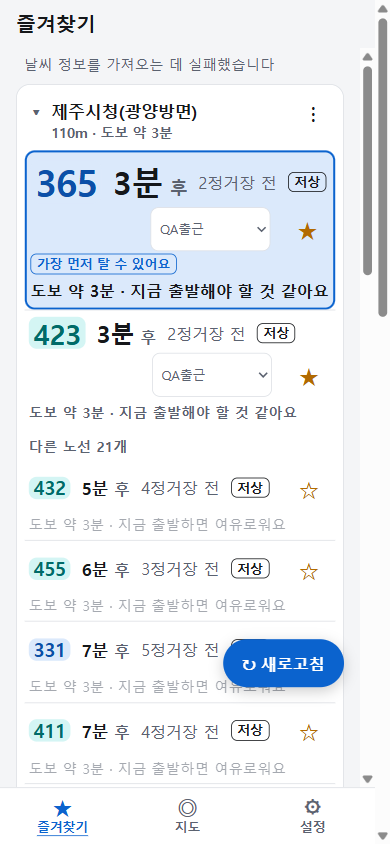 즐겨찾기
날씨 정보를 가져오는 데 실패했습니다
▼ 제주시청(광양방면) ⋮
110m · 도보 약 3분
365 3분 후 2정거장 전 저상
QA출근 ★
가장 먼저 탈 수 있어요
도보 약 3분 · 지금 출발해야 할 것 같아요
423 3분 후 2정거장 전 저상
QA출근 ★
도보 약 3분 · 지금 출발해야 할 것 같아요
다른 노선 21개
432 5분 후 4정거장 전 저상 ☆
도보 약 3분 · 지금 출발하면 여유로워요
455 6분 후 3정거장 전 저상 ☆
도보 약 3분 · 지금 출발하면 여유로워요
331 7분 후 5정거장 전
↻ 새로고침
도보 약 3분 · 지금 출발하면 여유로워요
411 7분 후 4정거장 전 저상 ☆
도보 약 3분 · 지금 출발하면 여유로워요
즐겨찾기 지도 설정